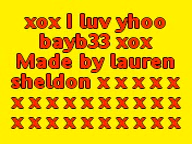 xox I luv yhoo
bayb33 xox
Made by lauren
sheldon x x x x x
x x x x x x x x x x
x x x x x x x x x x